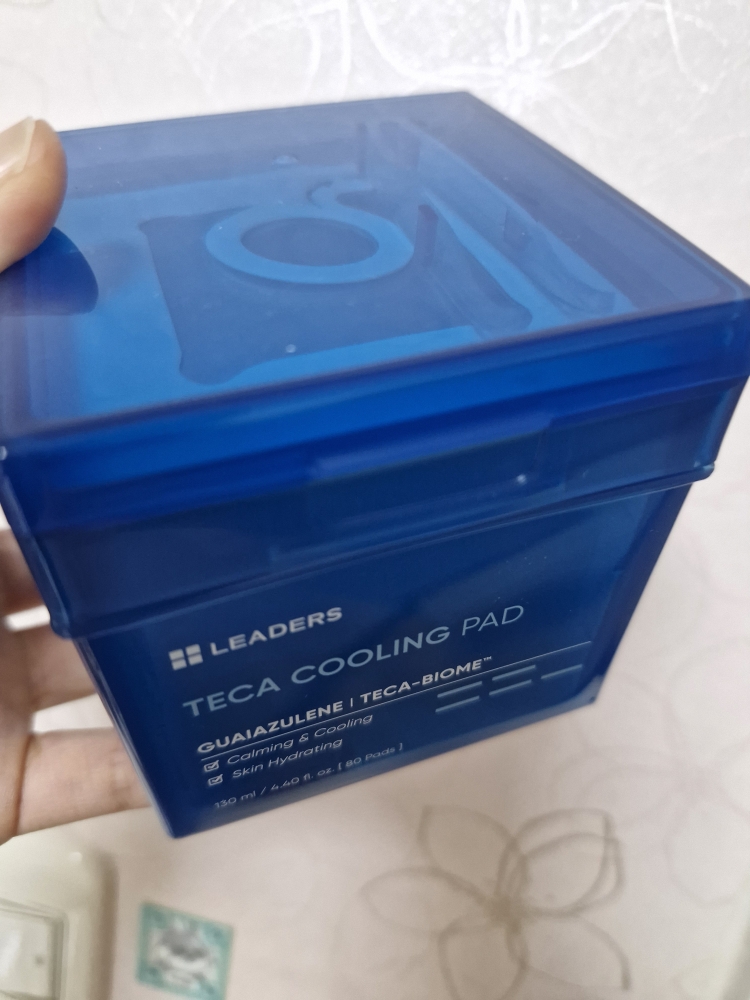 LEADERS
TECA COOLING PAD
GUAIAZULENE | TECA-BIOME™
Calming & Cooling
Skin Hydrating
130 ml / 4.40 fl. oz. [ 80 Pads ]